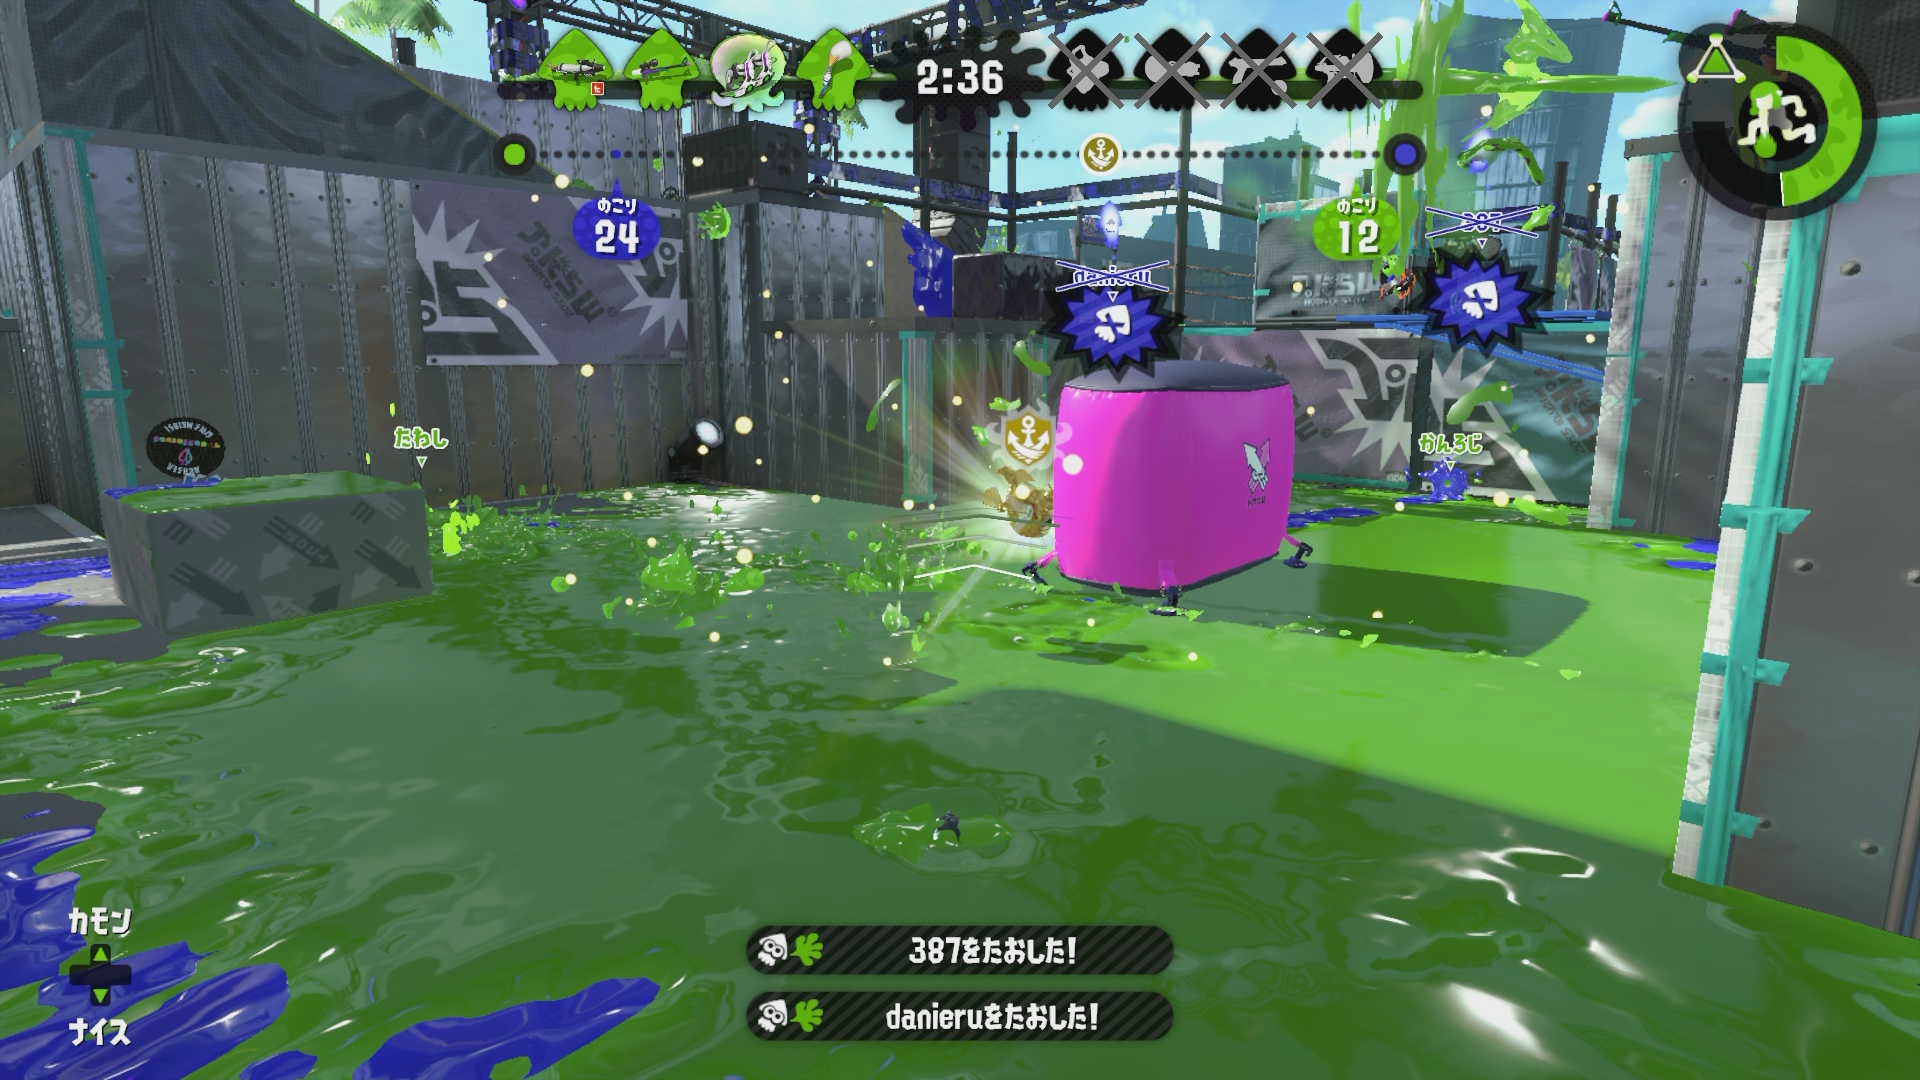 2:36
のこり
24
のこり
12
387
danieru
たわし
かんろじ
カモン
ナイス
387をたおした!
danieruをたおした!